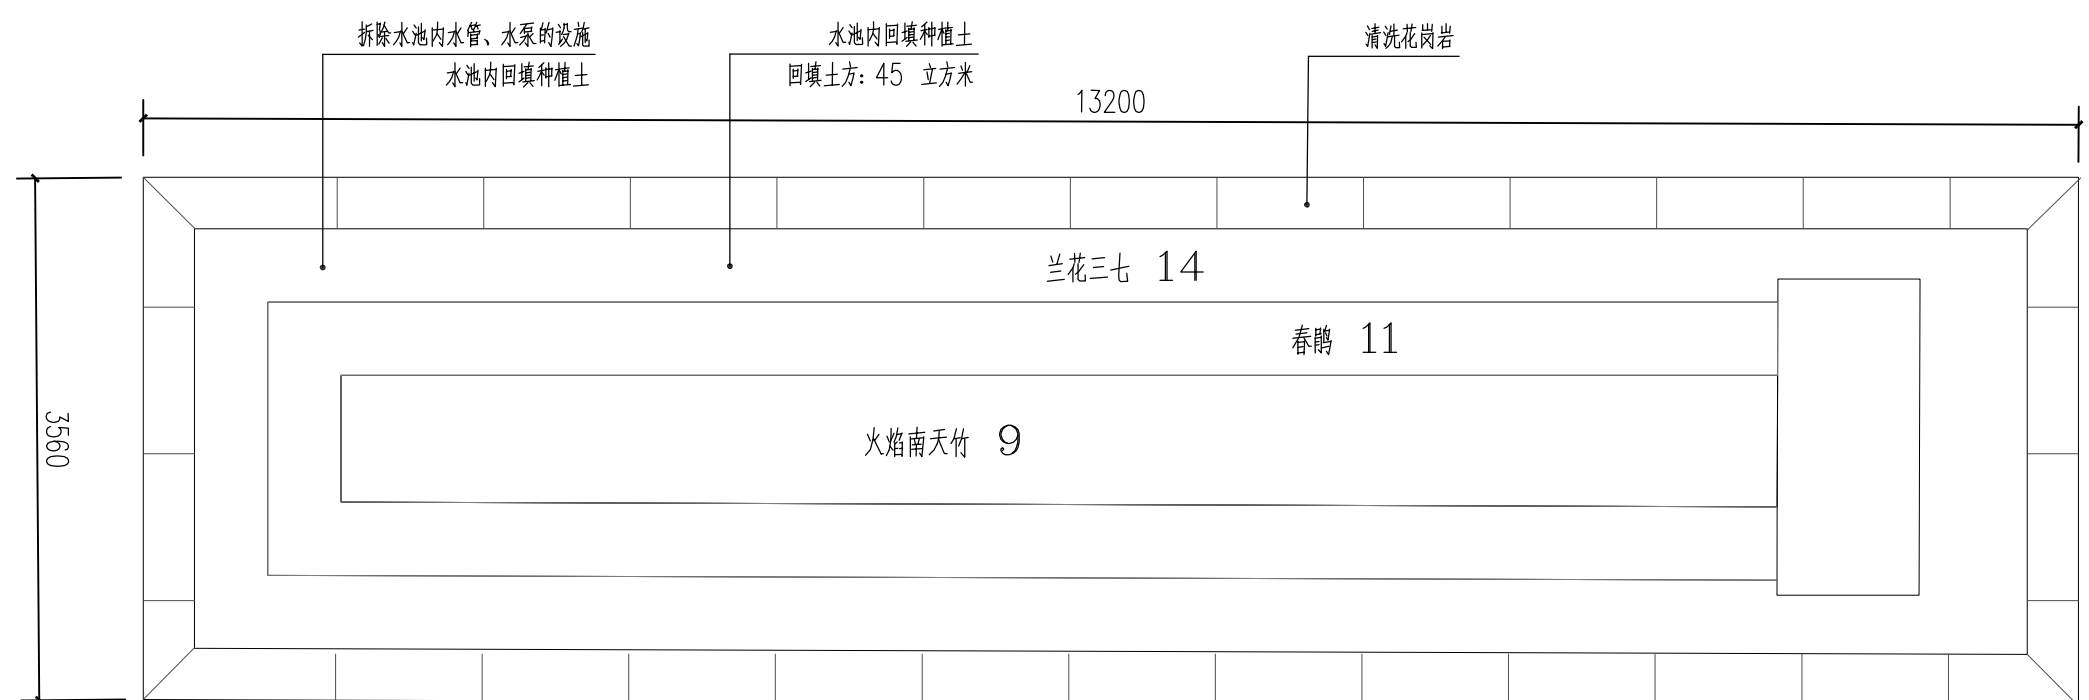 拆除水池内水管、水泵的设施
水池内回填种植土
水池内回填种植土
回填土方：45 立方米
清洗花岗岩
13200
3560
兰花三七 14
春鹃 11
火焰南天竹 9